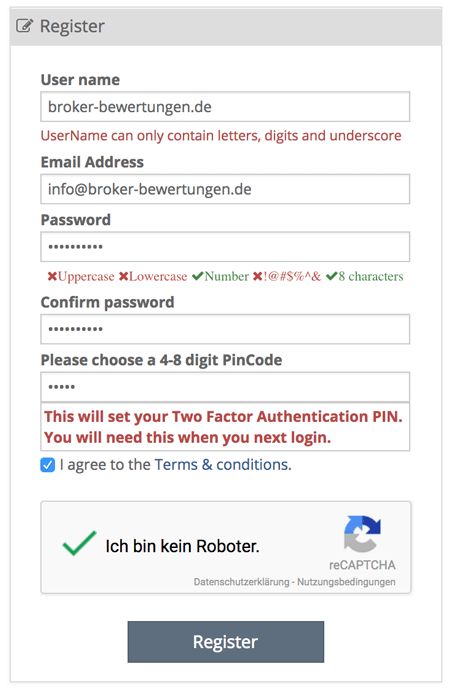 Register
User name
broker-bewertungen.de
UserName can only contain letters, digits and underscore
Email Address
info@broker-bewertungen.de
Password
••••••••••
✖Uppercase ✖Lowercase ✔Number ✖!@#$%^& ✔8 characters
Confirm password
••••••••••
Please choose a 4-8 digit PinCode
•••••
This will set your Two Factor Authentication PIN.
You will need this when you next login.
I agree to the Terms & conditions.
Ich bin kein Roboter.
reCAPTCHA
Datenschutzerklärung - Nutzungsbedingungen
Register